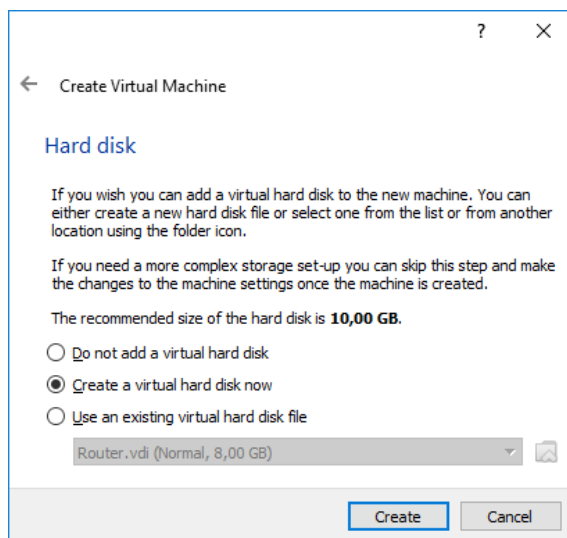 ?
Create Virtual Machine
Hard disk
If you wish you can add a virtual hard disk to the new machine. You can
either create a new hard disk file or select one from the list or from another
location using the folder icon.
If you need a more complex storage set-up you can skip this step and make
the changes to the machine settings once the machine is created.
The recommended size of the hard disk is 10,00 GB.
Do not add a virtual hard disk
Create a virtual hard disk now
Use an existing virtual hard disk file
Router.vdi (Normal, 8,00 GB)
Create Cancel